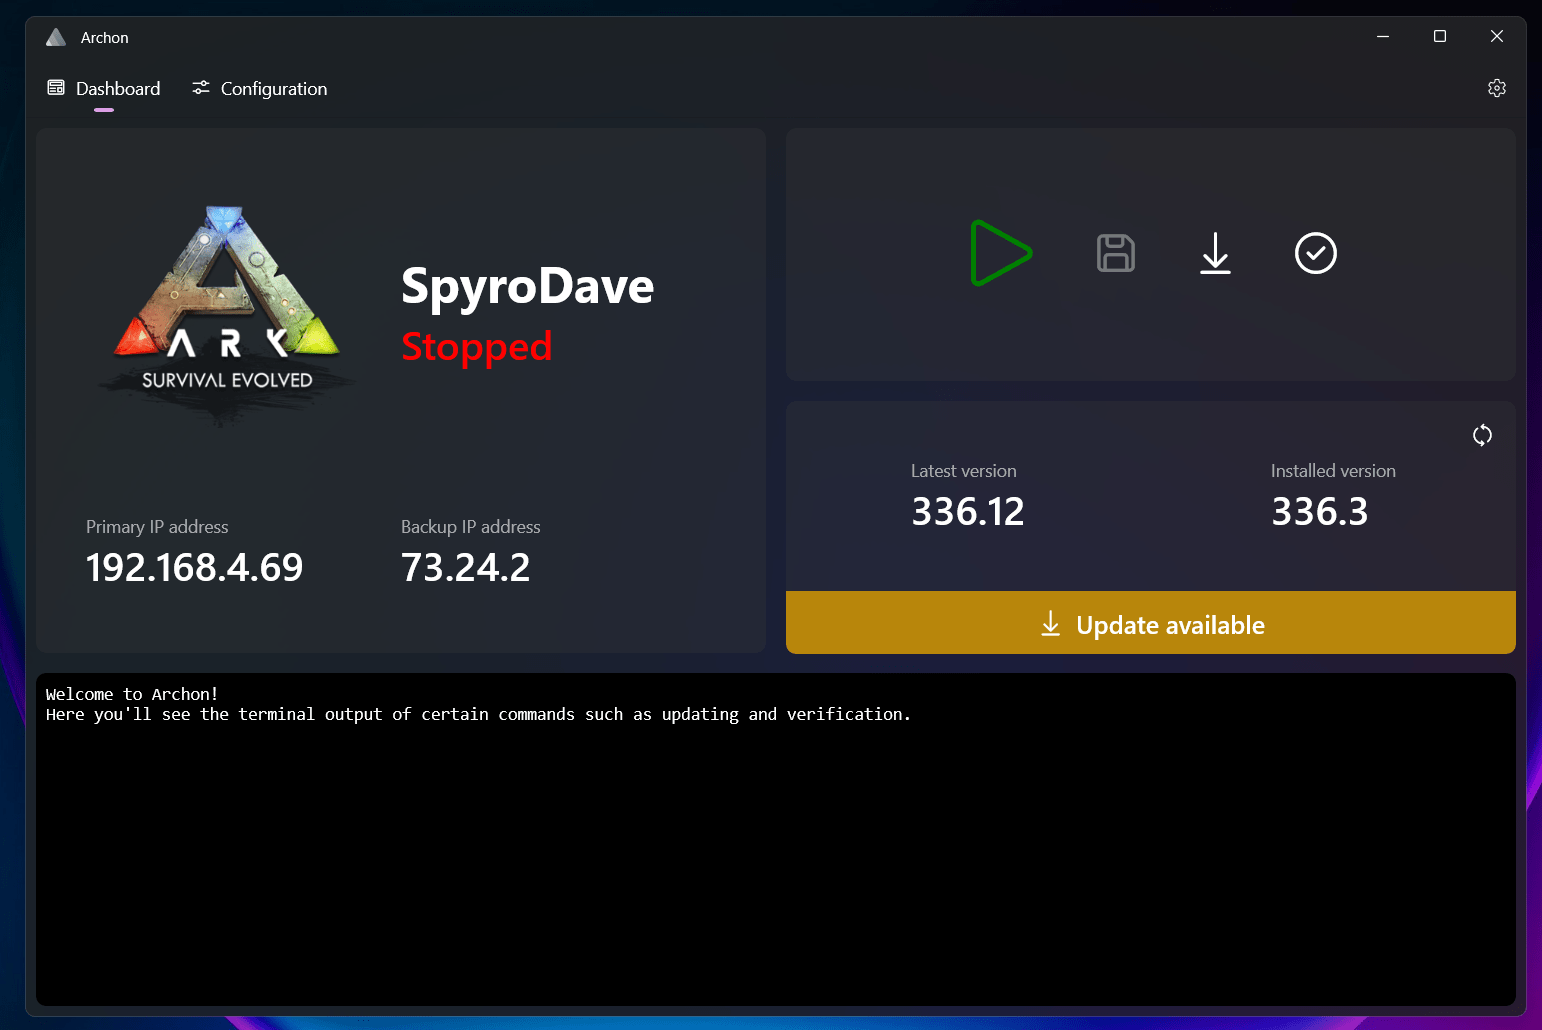 Archon
Dashboard
Configuration
ARK
SURVIVAL EVOLVED
SpyroDave
Stopped
Primary IP address
192.168.4.69
Backup IP address
73.24.2
Latest version
336.12
Installed version
336.3
Update available
Welcome to Archon!
Here you'll see the terminal output of certain commands such as updating and verification.